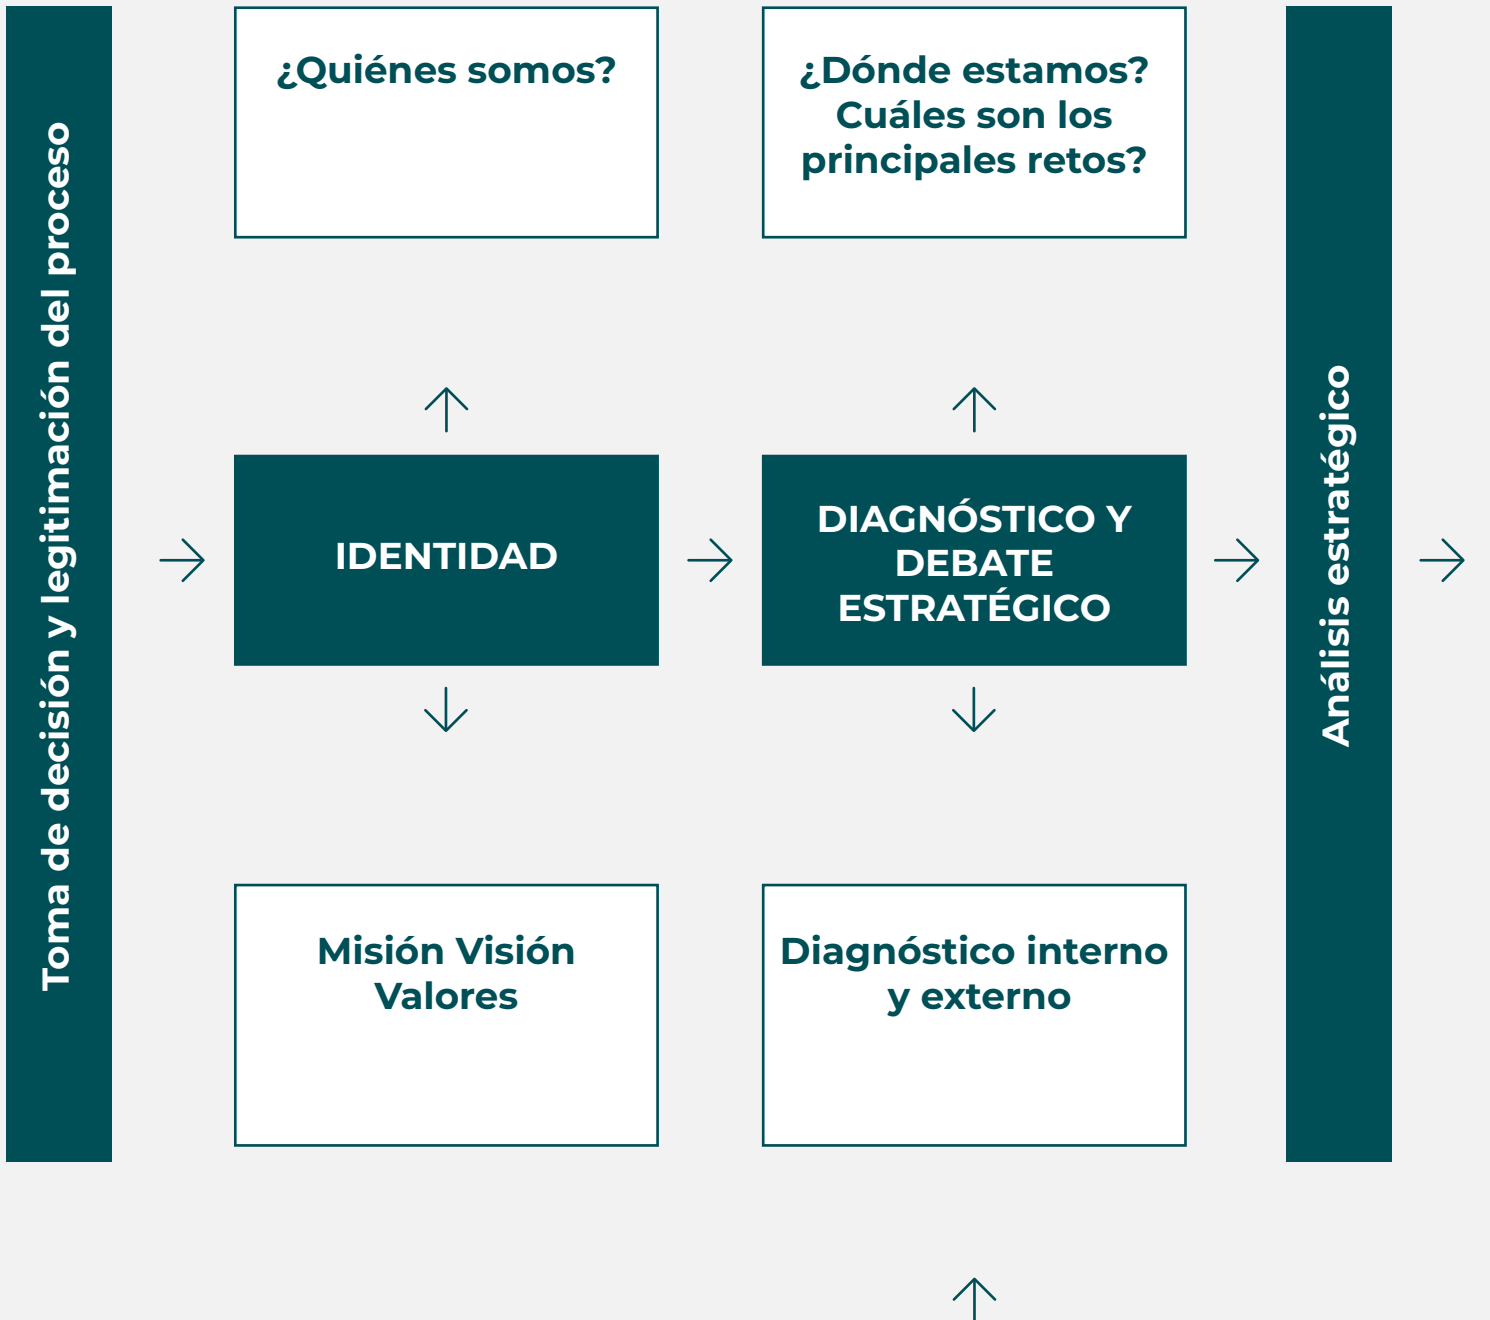 Toma de decisión y legitimación del proceso
¿Quiénes somos?
IDENTIDAD
Misión Visión
Valores
¿Dónde estamos?
Cuáles son los
principales retos?
DIAGNÓSTICO Y
DEBATE
ESTRATÉGICO
Diagnóstico interno
y externo
Análisis estratégico